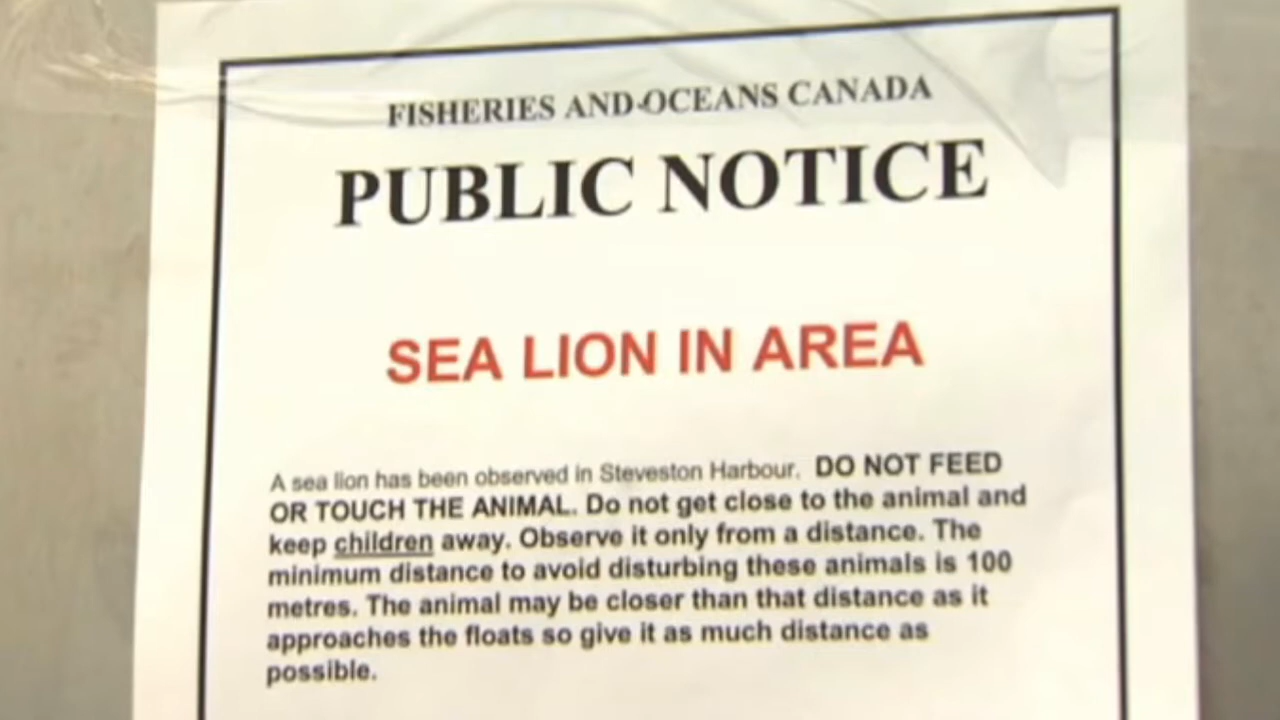 FISHERIES AND OCEANS CANADA
PUBLIC NOTICE
SEA LION IN AREA
A sea lion has been observed in Steveston Harbour. DO NOT FEED
OR TOUCH THE ANIMAL. Do not get close to the animal and
keep children away. Observe it only from a distance. The
minimum distance to avoid disturbing these animals is 100
metres. The animal may be closer than that distance as it
approaches the floats so give it as much distance as
possible.